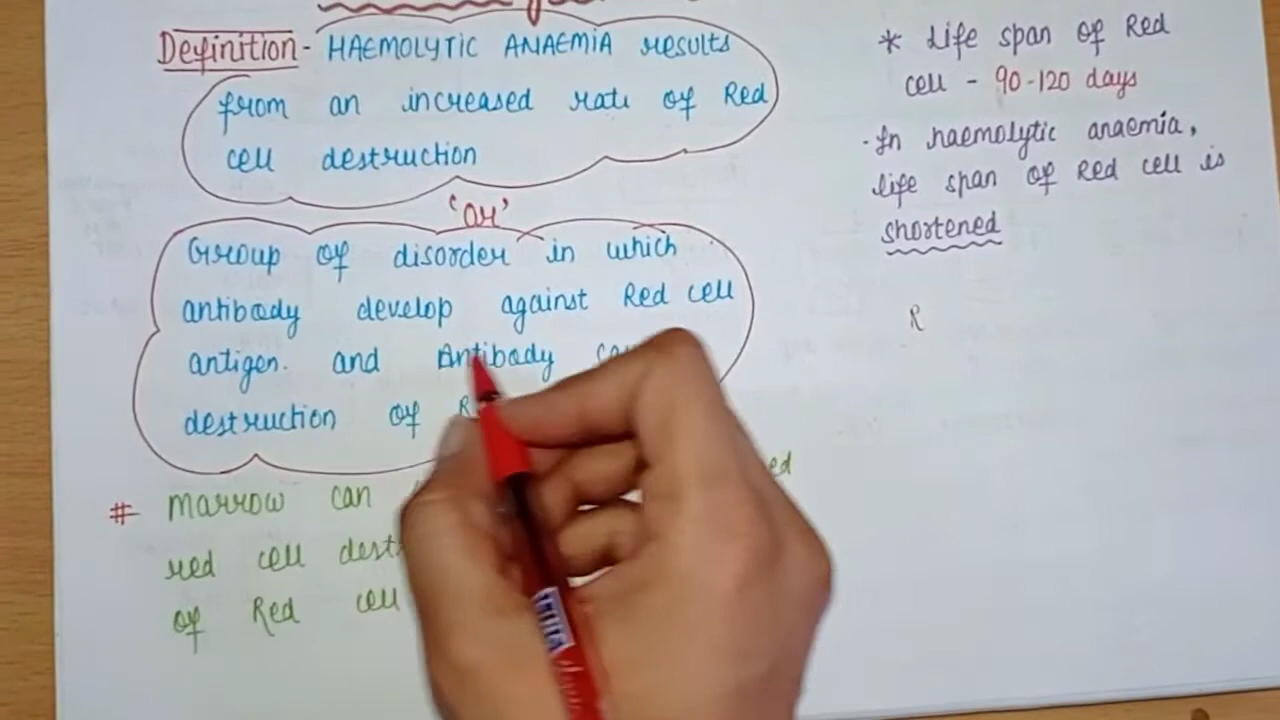 Definition - HAEMOLYTIC ANAEMIA results
from an increased rate of Red
cell destruction
'or'
Group of disorder in which
antibody develop against Red cell
antigen. and Antibody
destruction of
# Marrow can
red cell
of Red cell
* Life span of Red
cell - 90-120 days
- In haemolytic anaemia,
life span of Red cell is
shortened
R